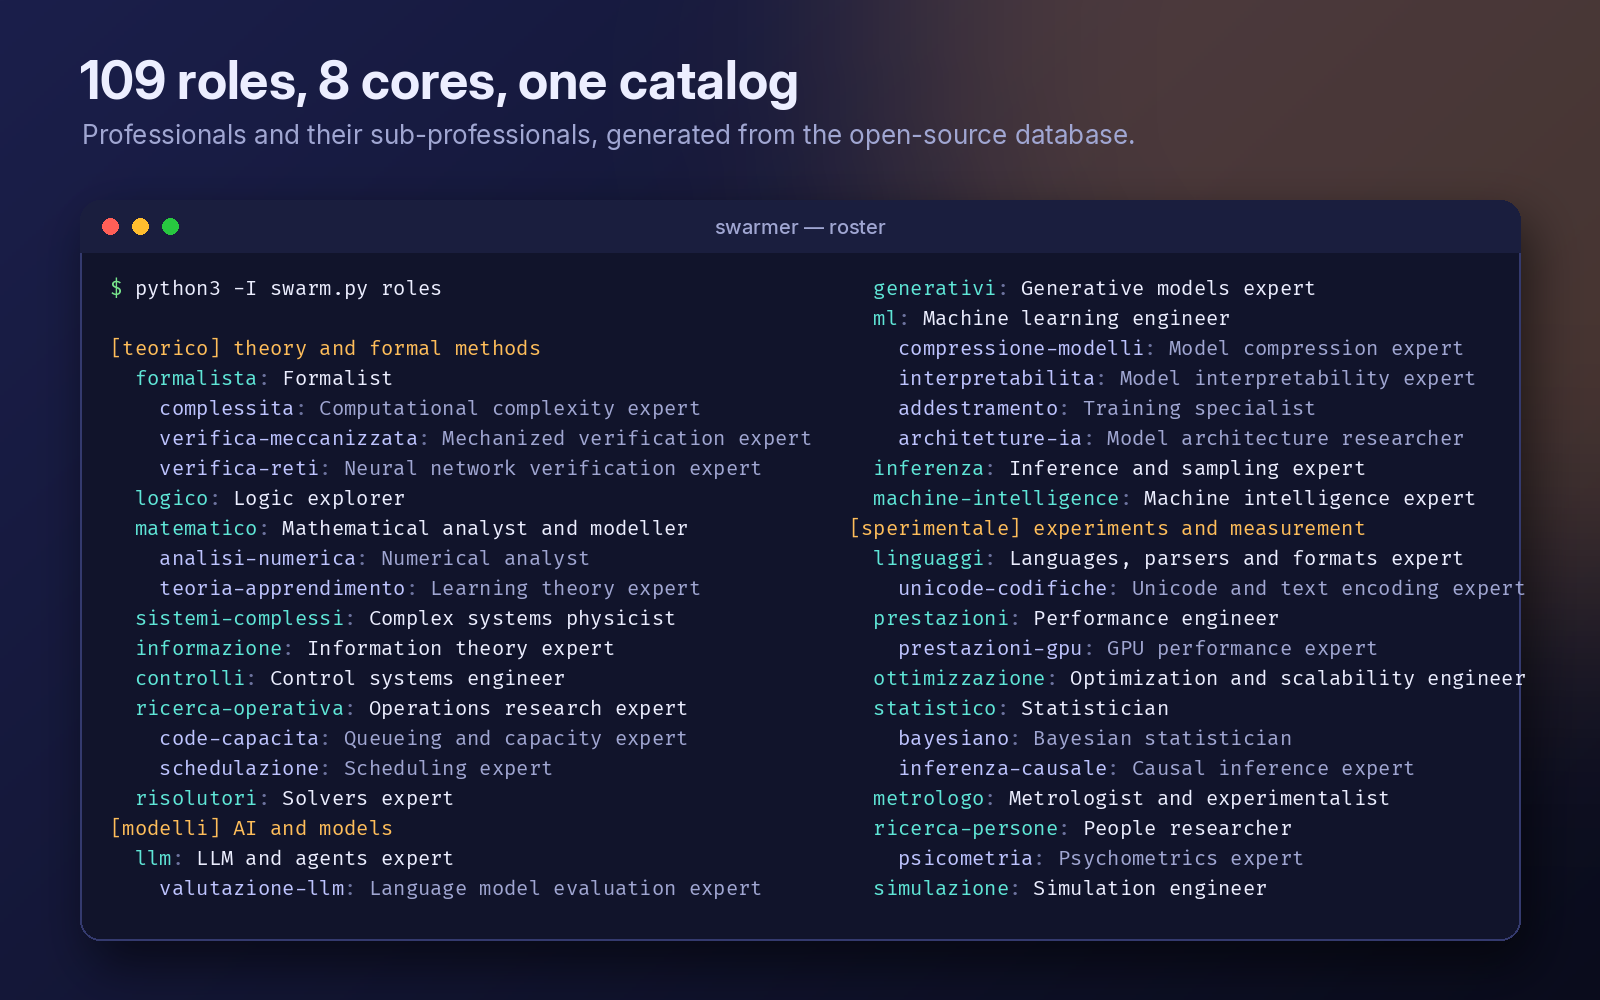 109 roles, 8 cores, one catalog
Professionals and their sub-professionals, generated from the open-source database.
swarmer — roster
$ python3 -I swarm.py roles
[teorico] theory and formal methods
formalista: Formalist
complessita: Computational complexity expert
verifica-meccanizzata: Mechanized verification expert
verifica-reti: Neural network verification expert
logico: Logic explorer
matematico: Mathematical analyst and modeller
analisi-numerica: Numerical analyst
teoria-apprendimento: Learning theory expert
sistemi-complessi: Complex systems physicist
informazione: Information theory expert
controlli: Control systems engineer
ricerca-operativa: Operations research expert
code-capacita: Queueing and capacity expert
schedulazione: Scheduling expert
risolutori: Solvers expert
[modelli] AI and models
llm: LLM and agents expert
valutazione-llm: Language model evaluation expert
generativi: Generative models expert
ml: Machine learning engineer
compressione-modelli: Model compression expert
interpretabilita: Model interpretability expert
addestramento: Training specialist
architetture-ia: Model architecture researcher
inferenza: Inference and sampling expert
machine-intelligence: Machine intelligence expert
[sperimentale] experiments and measurement
linguaggi: Languages, parsers and formats expert
unicode-codifiche: Unicode and text encoding expert
prestazioni: Performance engineer
prestazioni-gpu: GPU performance expert
ottimizzazione: Optimization and scalability engineer
statistico: Statistician
bayesiano: Bayesian statistician
inferenza-causale: Causal inference expert
metrologo: Metrologist and experimentalist
ricerca-persone: People researcher
psicometria: Psychometrics expert
simulazione: Simulation engineer